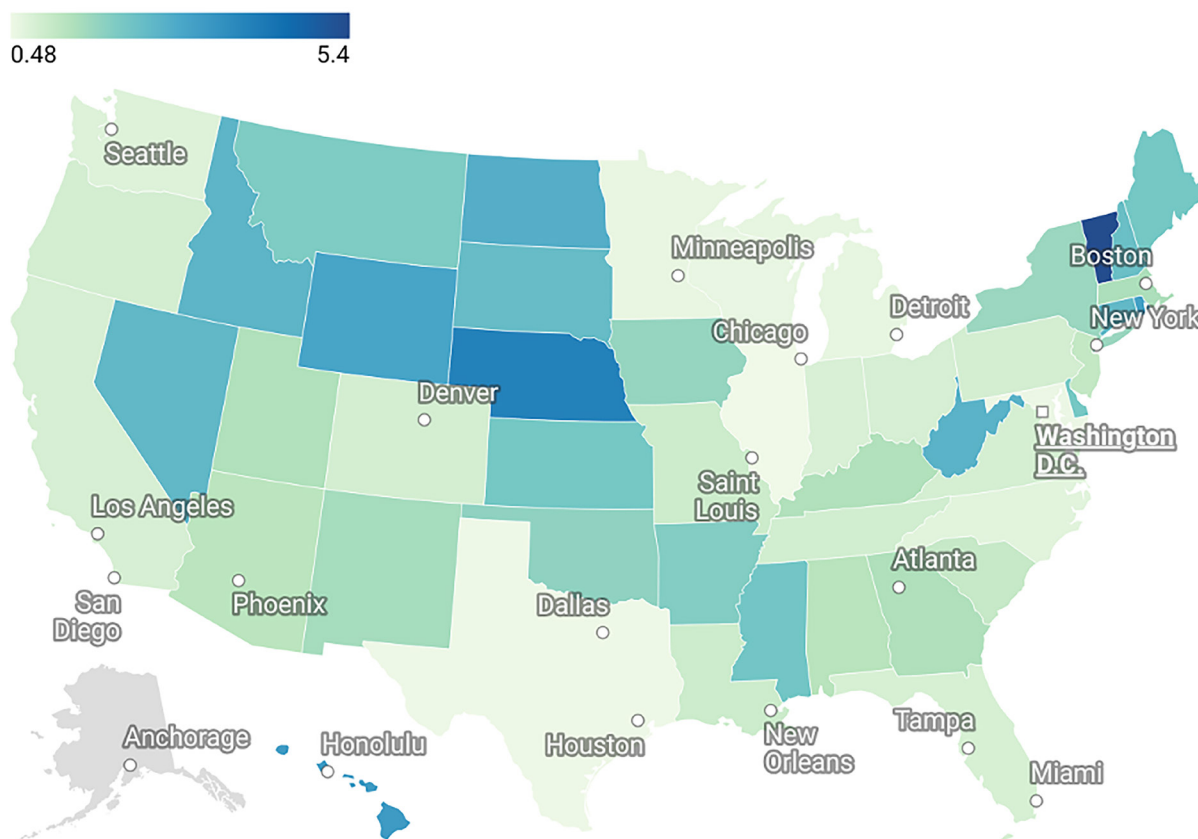 0.48 5.4
Seattle
Minneapolis
Boston
Detroit
New York
Chicago
Denver
Washington
D.C.
Saint
Louis
Los Angeles
Atlanta
San
Diego
Phoenix
Dallas
Tampa
Anchorage
Honolulu
Houston
New
Orleans
Miami